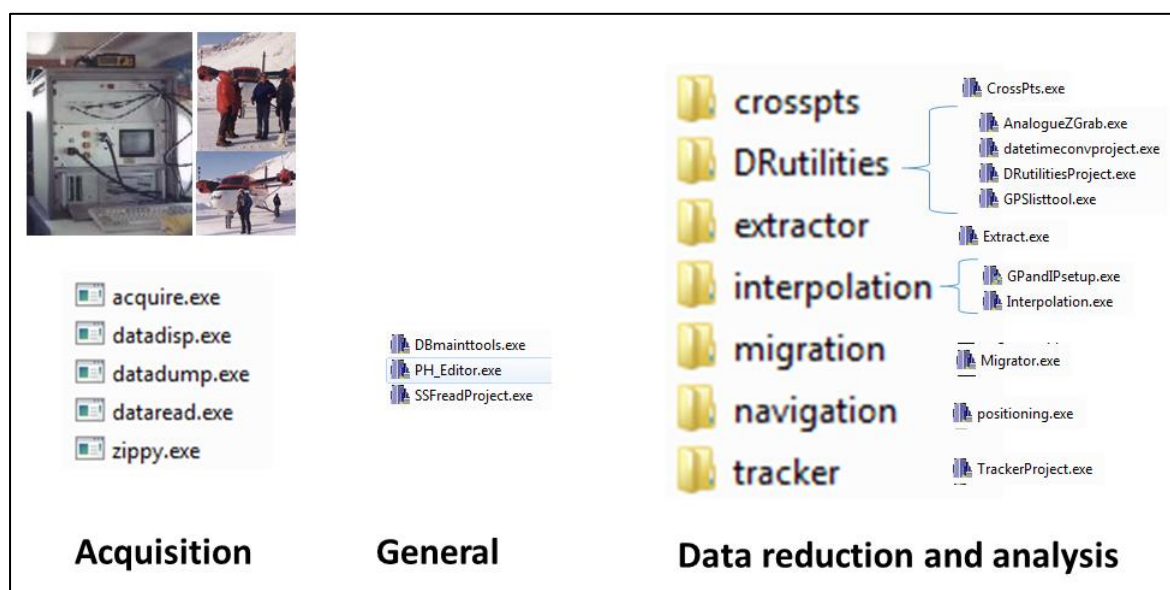 acquire.exe
datadisp.exe
datadump.exe
dataread.exe
zippy.exe
Acquisition
DBmainttools.exe
PH_Editor.exe
SSFreadProject.exe
General
crosspts
CrossPts.exe
DRutilities
AnalogueZGrab.exe
datetimeconvproject.exe
DRutilitiesProject.exe
GPSlisttool.exe
extractor
Extract.exe
interpolation
GPandIPsetup.exe
Interpolation.exe
migration
Migrator.exe
navigation
positioning.exe
tracker
TrackerProject.exe
Data reduction and analysis